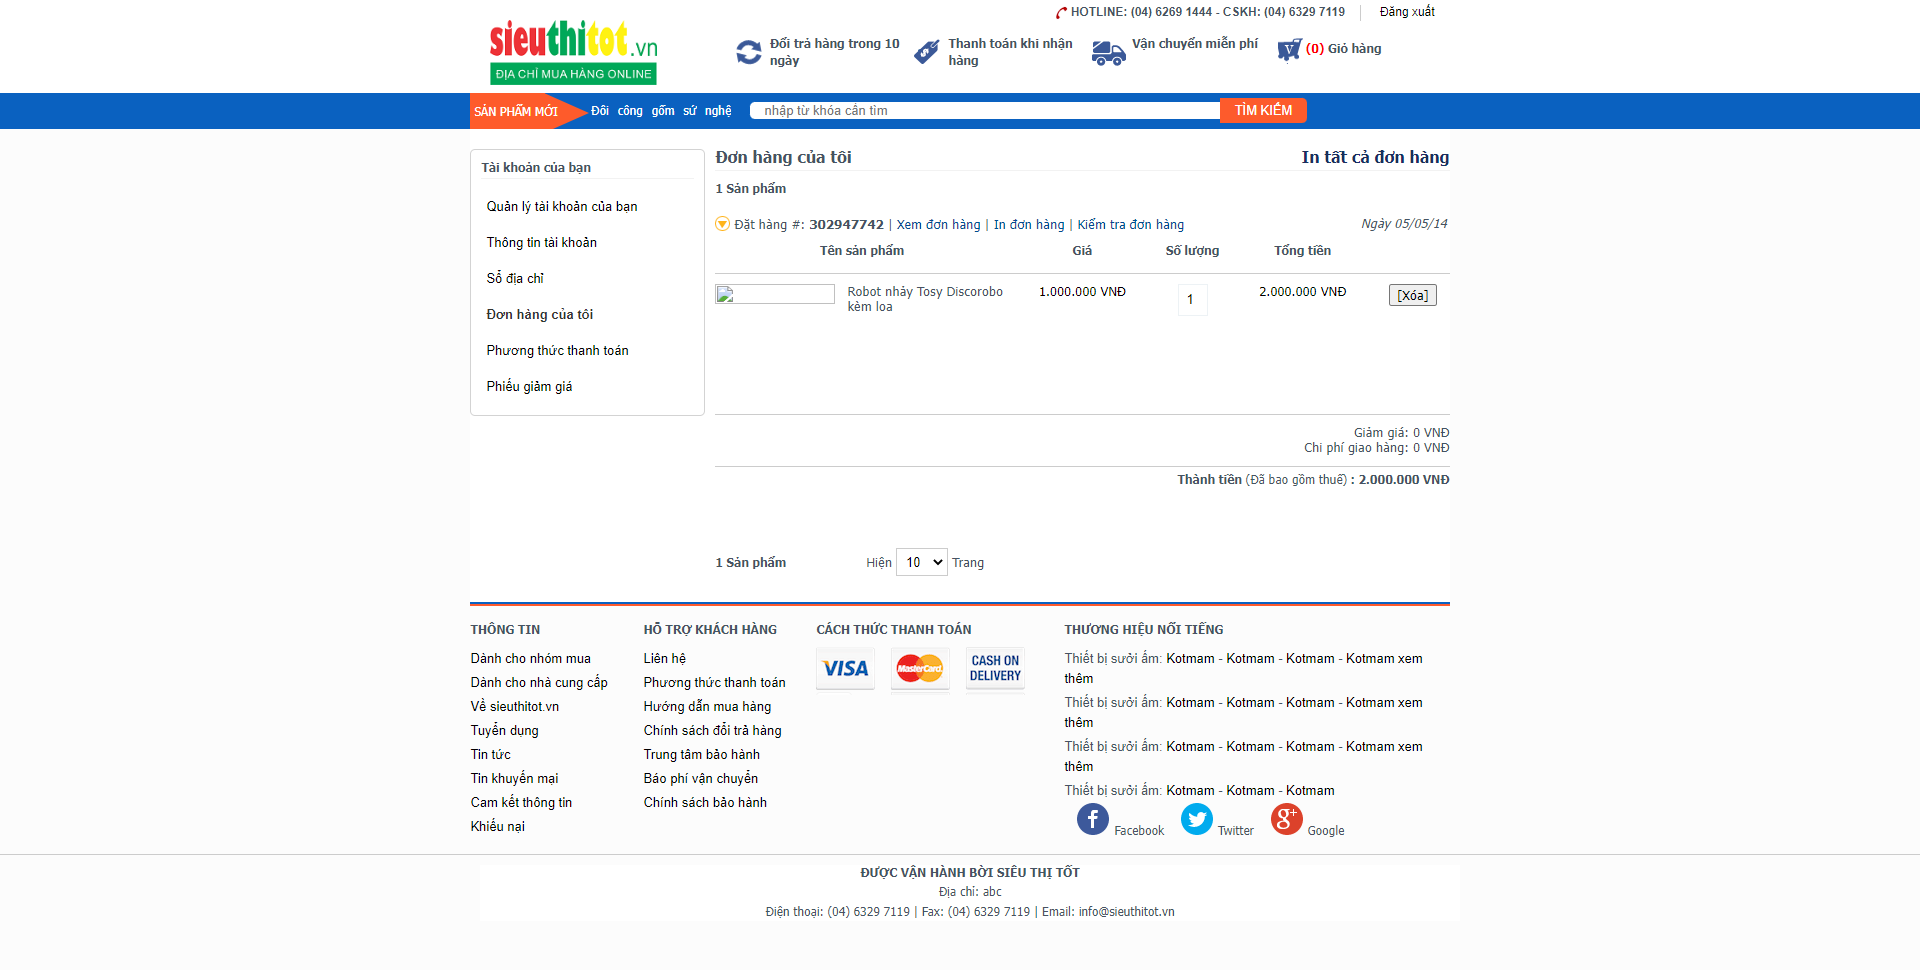 HOTLINE: (04) 6269 1444 - CSKH: (04) 6329 7119
Đăng xuất
sieuthitot.vn
ĐỊA CHỈ MUA HÀNG ONLINE
Đổi trả hàng trong 10
ngày
Thanh toán khi nhận
hàng
Vận chuyển miễn phí
(0) Giỏ hàng
SẢN PHẨM MỚI
Đôi công gốm sứ nghệ
nhập từ khóa cần tìm
TÌM KIẾM
Tài khoản của bạn
Quản lý tài khoản của bạn
Thông tin tài khoản
Sổ địa chỉ
Đơn hàng của tôi
Phương thức thanh toán
Phiếu giảm giá
Đơn hàng của tôi
In tất cả đơn hàng
1 Sản phẩm
Đặt hàng #: 302947742 | Xem đơn hàng | In đơn hàng | Kiểm tra đơn hàng
Ngày 05/05/14
Tên sản phẩm Giá Số lượng Tổng tiền
Robot nhảy Tosy Discorobo
kèm loa
1.000.000 VNĐ
1
2.000.000 VNĐ
[Xóa]
Giảm giá: 0 VNĐ
Chi phí giao hàng: 0 VNĐ
Thành tiền (Đã bao gồm thuế) : 2.000.000 VNĐ
1 Sản phẩm
Hiện 10 Trang
THÔNG TIN
Dành cho nhóm mua
Dành cho nhà cung cấp
Về sieuthitot.vn
Tuyển dụng
Tin tức
Tin khuyến mại
Cam kết thông tin
Khiếu nại
HỖ TRỢ KHÁCH HÀNG
Liên hệ
Phương thức thanh toán
Hướng dẫn mua hàng
Chính sách đổi trả hàng
Trung tâm bảo hành
Báo phí vận chuyển
Chính sách bảo hành
CÁCH THỨC THANH TOÁN
VISA
MasterCard
CASH ON
DELIVERY
THƯƠNG HIỆU NỔI TIẾNG
Thiết bị sưởi ấm: Kotmam - Kotmam - Kotmam - Kotmam xem
thêm
Thiết bị sưởi ấm: Kotmam - Kotmam - Kotmam - Kotmam xem
thêm
Thiết bị sưởi ấm: Kotmam - Kotmam - Kotmam - Kotmam xem
thêm
Thiết bị sưởi ấm: Kotmam - Kotmam - Kotmam
Facebook
Twitter
Google
ĐƯỢC VẬN HÀNH BỜI SIÊU THỊ TỐT
Địa chỉ: abc
Điện thoại: (04) 6329 7119 | Fax: (04) 6329 7119 | Email: info@sieuthitot.vn